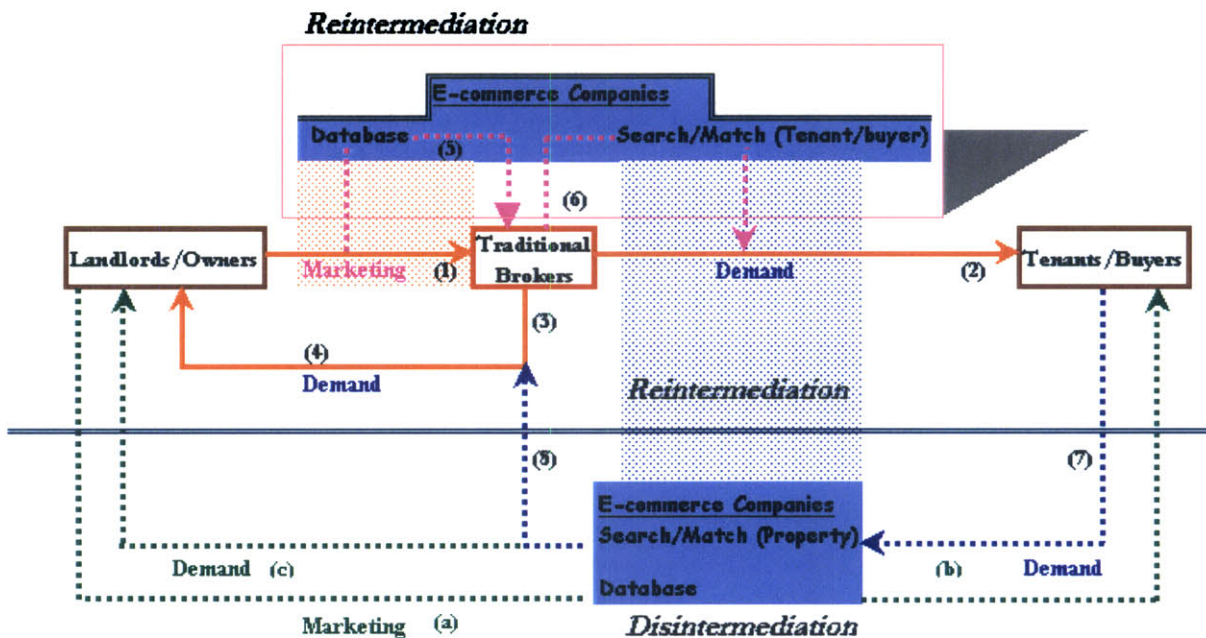 Reintermediation
E-commerce Companies
Database
(5)
Search/Match (Tenant/buyer)
(6)
Landlords/Owners
Marketing
(1)
Traditional
Brokers
Demand
(2)
Tenants/Buyers
(3)
(4)
Demand
Reintermediation
(8)
(7)
E-commerce Companies
Search/Match (Property)
Demand (c)
(b) Demand
Database
Marketing (a)
Disintermediation